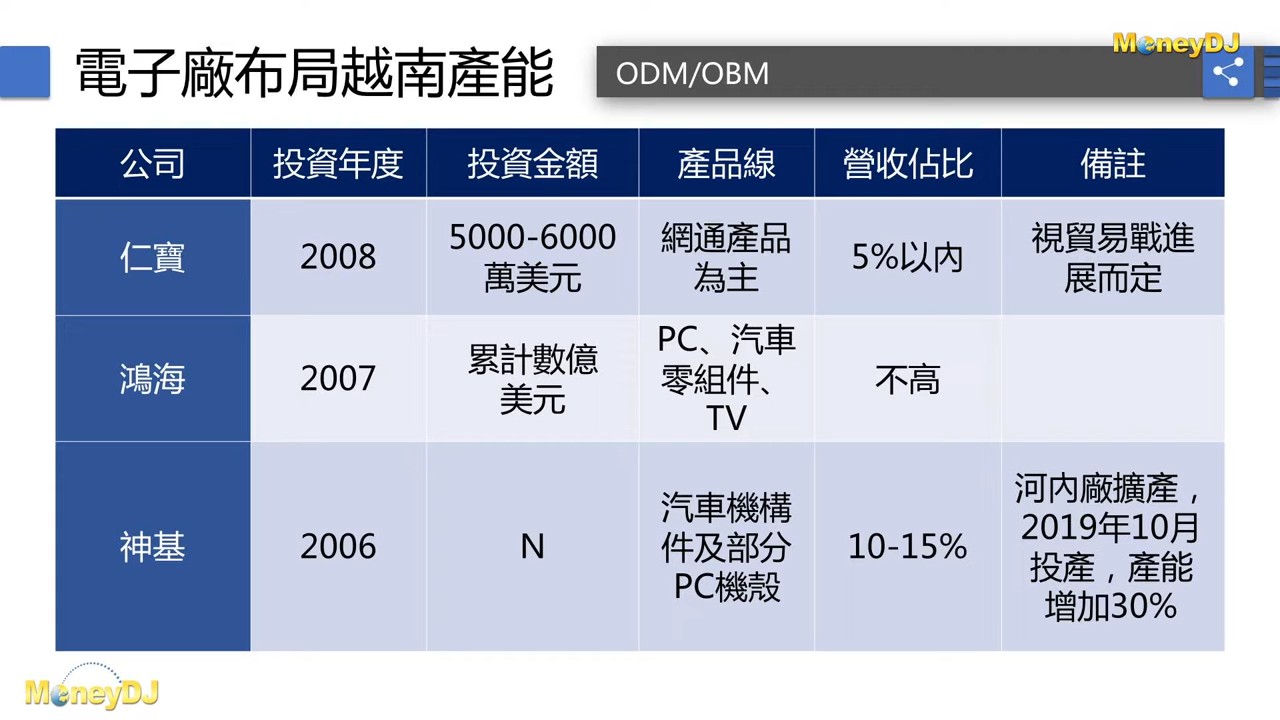 電子廠布局越南產能
ODM/OBM
MoneyDJ
公司
投資年度
投資金額
產品線
營收佔比
備註
仁寶
2008
5000-6000
萬美元
網通產品
為主
5%以內
視貿易戰進
展而定
鴻海
2007
累計數億
美元
PC、汽車
零組件、
TV
不高
神基
2006
N
汽車機構
件及部分
PC機殼
10-15%
河內廠擴產，
2019年10月
投產，產能
增加30%
MoneyDJ